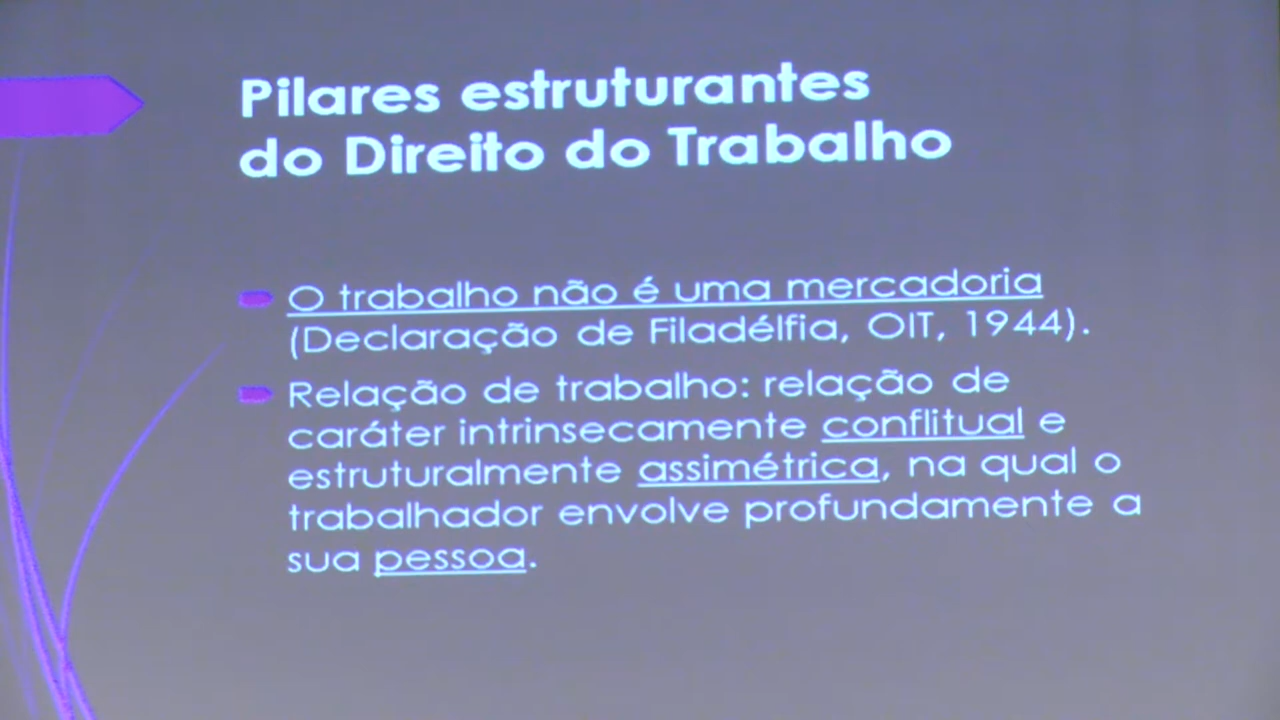 Pilares estruturantes
do Direito do Trabalho
O trabalho não é uma mercadoria
(Declaração de Filadélfia, OIT, 1944).
Relação de trabalho: relação de
caráter intrinsecamente conflitual e
estruturalmente assimétrica, na qual o
trabalhador envolve profundamente a
sua pessoa.